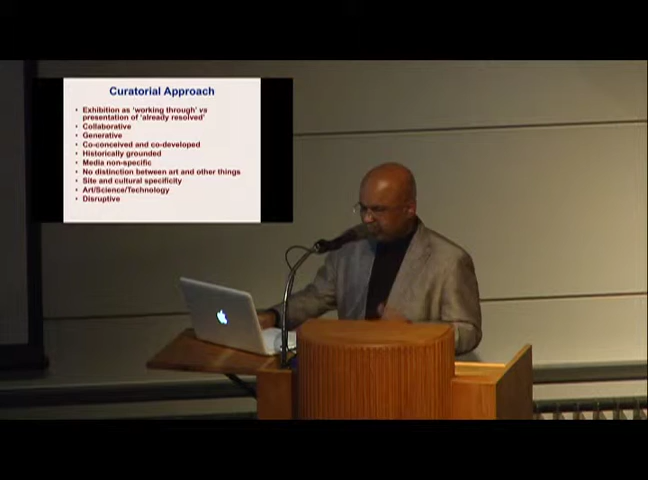 Curatorial Approach
• Exhibition as 'working through' vs
presentation of 'already resolved'
• Collaborative
• Generative
• Co-conceived and co-developed
• Historically grounded
• Media non-specific
• No distinction between art and other things
• Site and cultural specificity
• Art/Science/Technology
• Disruptive